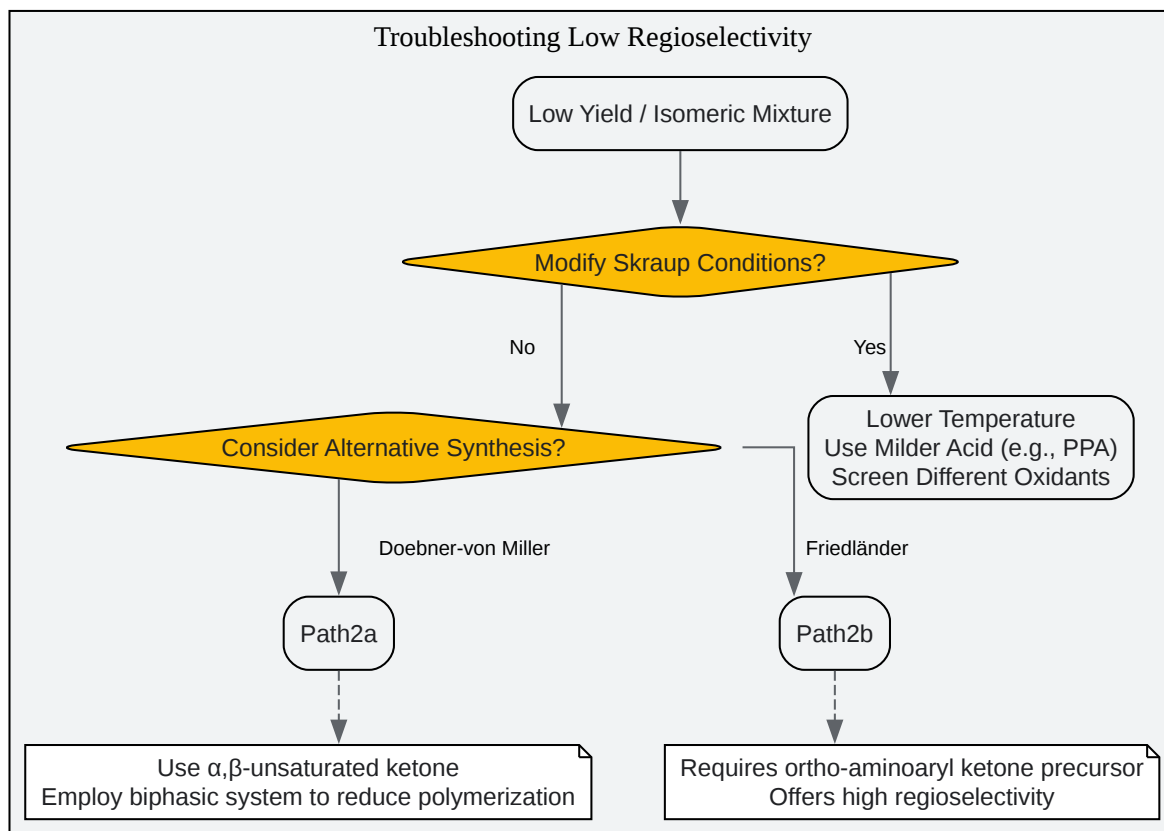 Troubleshooting Low Regioselectivity
Low Yield / Isomeric Mixture
Modify Skraup Conditions?
No
Yes
Lower Temperature
Use Milder Acid (e.g., PPA)
Screen Different Oxidants
Consider Alternative Synthesis?
Doebner-von Miller
Friedländer
Path2a
Path2b
Use α,β-unsaturated ketone
Employ biphasic system to reduce polymerization
Requires ortho-aminoaryl ketone precursor
Offers high regioselectivity